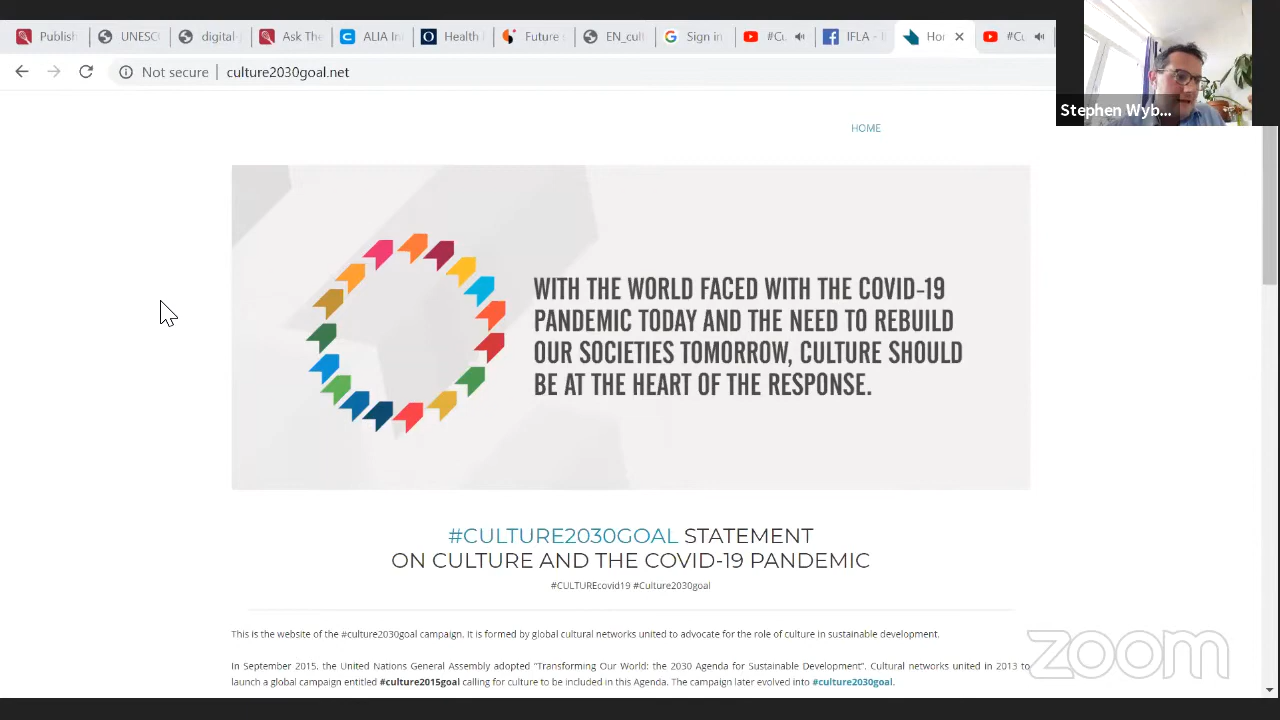 Publish
UNESC
digital-
Ask The
ALIA In
Health
Future
EN_cult
Sign in
#Cu
IFLA - I
Hor
#Cu
Not secure
culture2030goal.net
Stephen Wyb...
HOME
WITH THE WORLD FACED WITH THE COVID-19
PANDEMIC TODAY AND THE NEED TO REBUILD
OUR SOCIETIES TOMORROW, CULTURE SHOULD
BE AT THE HEART OF THE RESPONSE.
#CULTURE2030GOAL STATEMENT
ON CULTURE AND THE COVID-19 PANDEMIC
#CULTUREcovid19 #Culture2030goal
This is the website of the #culture2030goal campaign. It is formed by global cultural networks united to advocate for the role of culture in sustainable development.
In September 2015, the United Nations General Assembly adopted "Transforming Our World: the 2030 Agenda for Sustainable Development". Cultural networks united in 2013 to
launch a global campaign entitled #culture2015goal calling for culture to be included in this Agenda. The campaign later evolved into #culture2030goal.
zoom